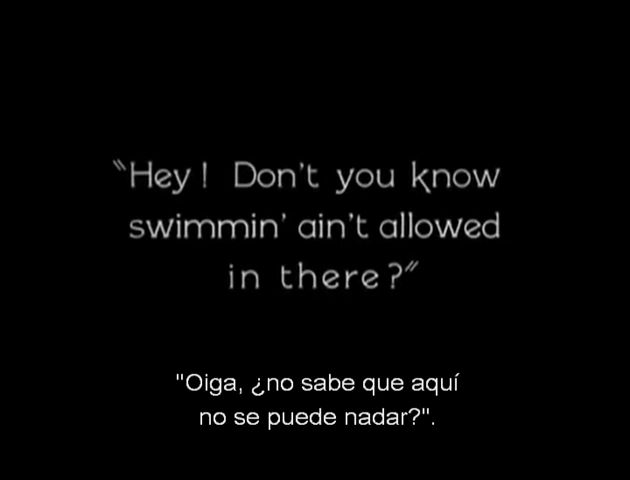 "Hey! Don't you know
swimmin' ain't allowed
in there?"
"Oiga, ¿no sabe que aquí
no se puede nadar?".